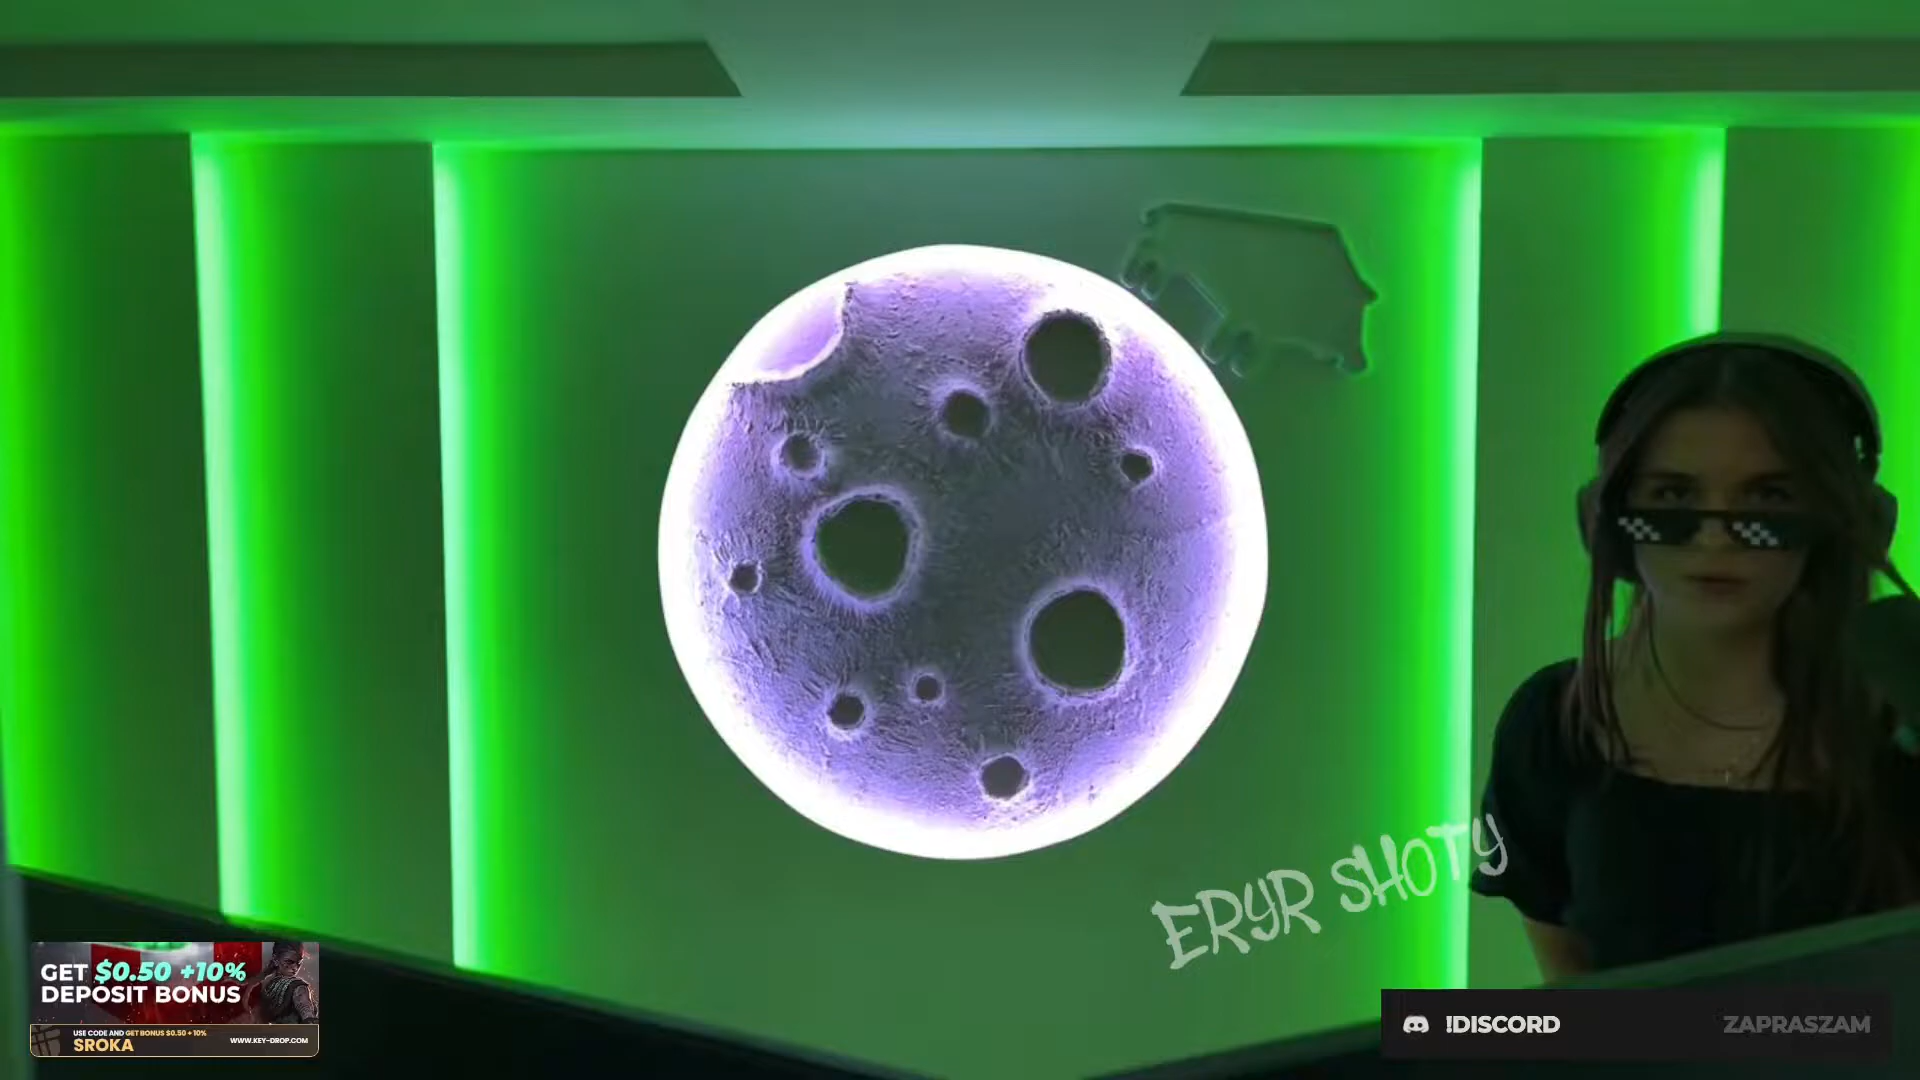 ERYR SHOTY
GET $0.50 +10%
DEPOSIT BONUS
USE CODE AND GET BONUS $0.50 + 10%
SROKA
WWW.KEY-DROP.COM
!DISCORD
ZAPRASZAM